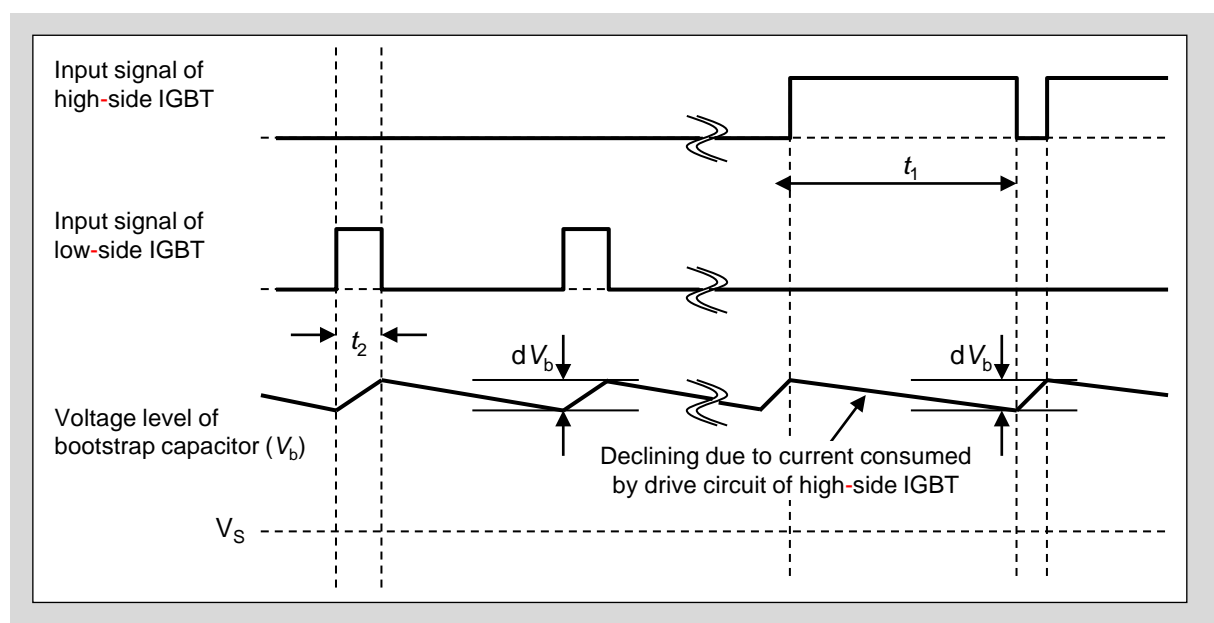 Input signal of
high-side IGBT
t1
Input signal of
low-side IGBT
t2
dVb
dVb
Voltage level of
bootstrap capacitor (Vb)
Declining due to current consumed
by drive circuit of high-side IGBT
VS